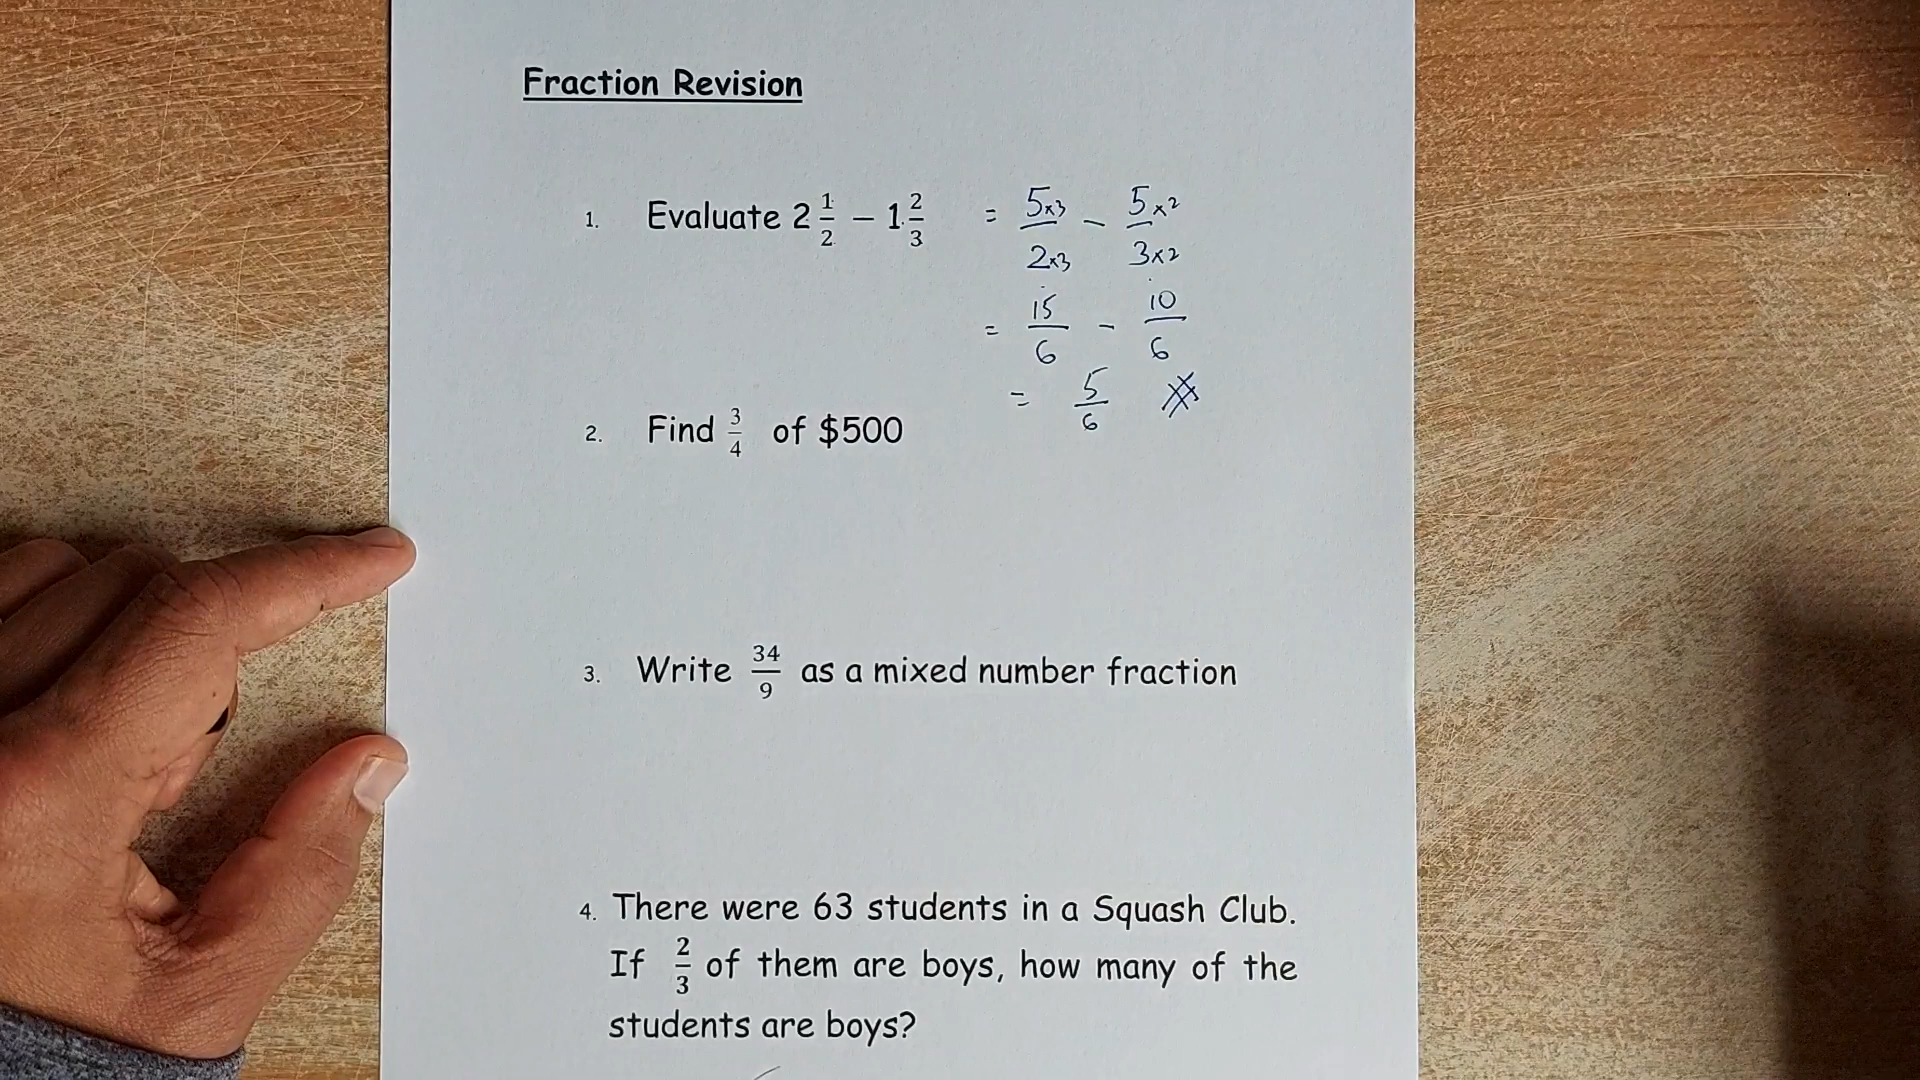 Fraction Revision
1. Evaluate 2 1/2 − 1 2/3 = 5×3/2×3 − 5×2/3×2
= 15/6 − 10/6
= 5/6
2. Find 3/4 of $500
3. Write 34/9 as a mixed number fraction
4. There were 63 students in a Squash Club.
If 2/3 of them are boys, how many of the
students are boys?